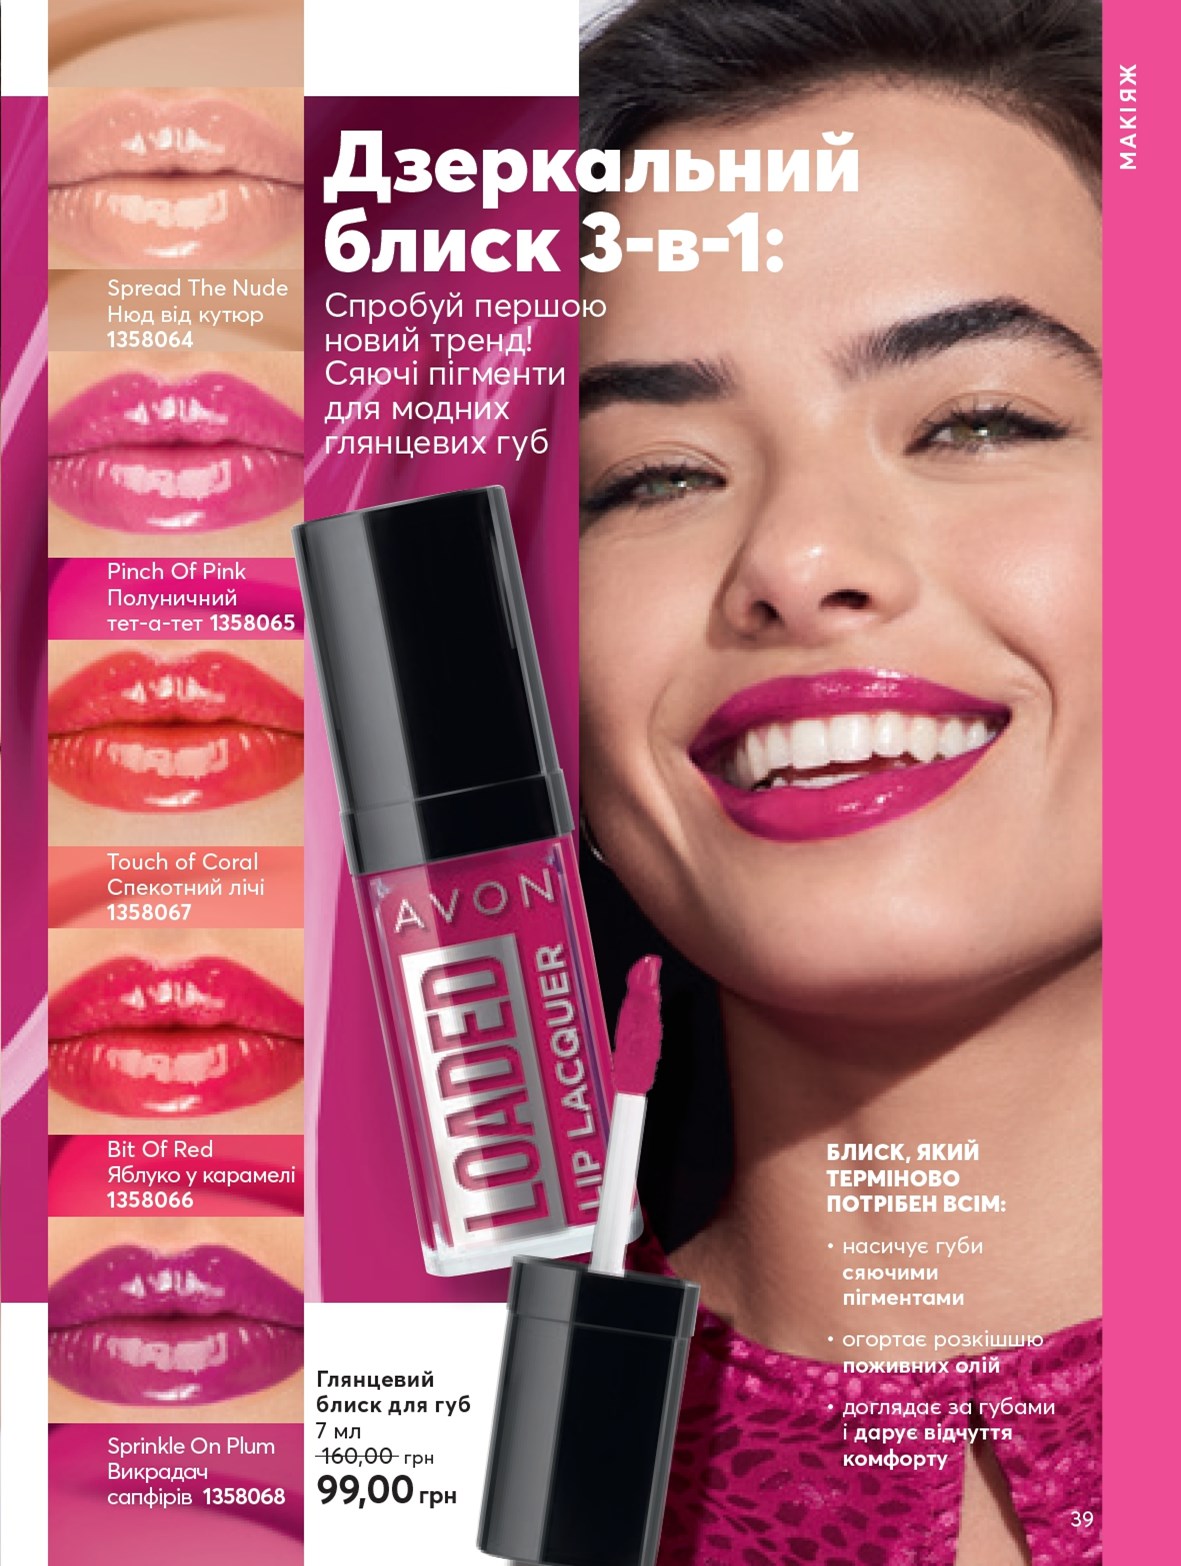 МАКІЯЖ
Дзеркальний
блиск 3-в-1:
Спробуй першою
новий тренд!
Сяючі пігменти
для модних
глянцевих губ
Spread The Nude
Нюд від кутюр
1358064
Pinch Of Pink
Полуничний
тет-а-тет 1358065
Touch of Coral
Спекотний лічі
1358067
Bit Of Red
Яблуко у карамелі
1358066
Sprinkle On Plum
Викрадач
сапфірів 1358068
AVON
LOADED
LIP LACQUER
Глянцевий
блиск для губ
7 мл
160,00 грн
99,00 грн
БЛИСК, ЯКИЙ
ТЕРМІНОВО
ПОТРІБЕН ВСІМ:
• насичує губи
сяючими
пігментами
• огортає розкішшю
поживних олій
• доглядає за губами
і дарує відчуття
комфорту
39